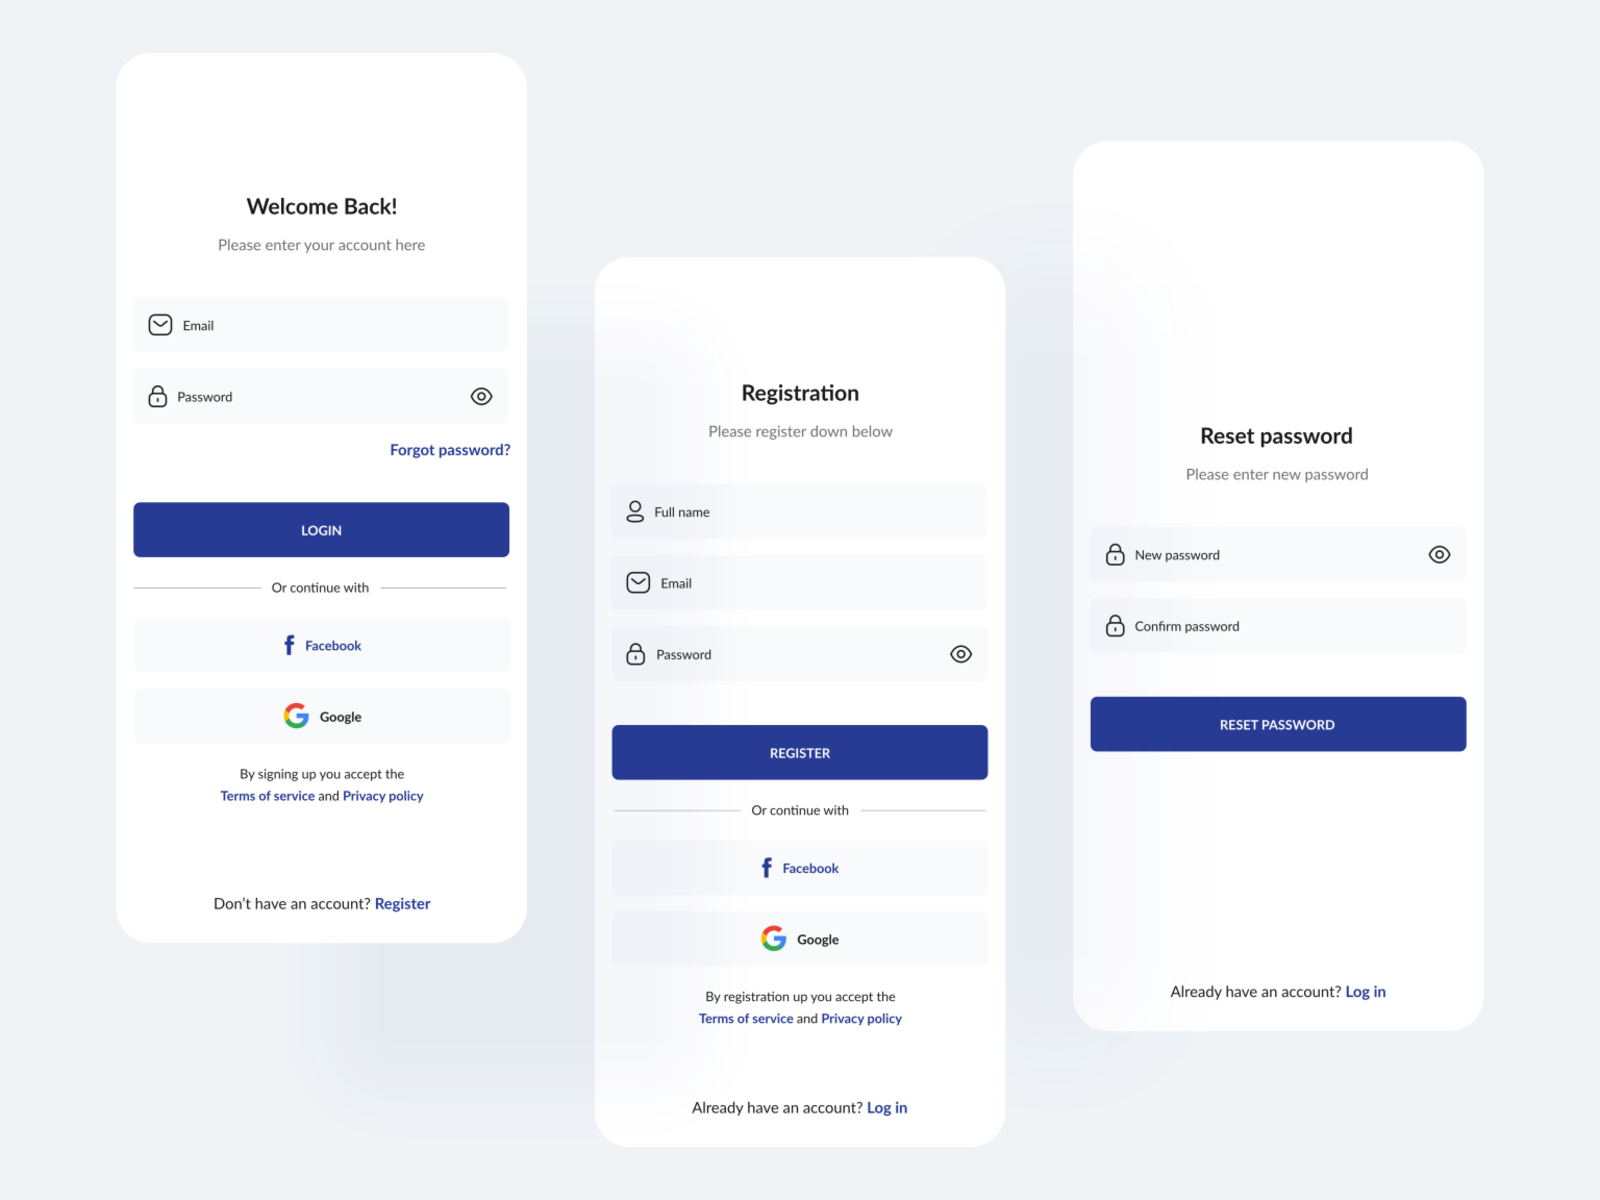 Welcome Back!
Please enter your account here
Email
Password
Forgot password?
LOGIN
Or continue with
Facebook
Google
By signing up you accept the
Terms of service and Privacy policy
Don't have an account? Register
Registration
Please register down below
Full name
Email
Password
REGISTER
Or continue with
Facebook
Google
By registration up you accept the
Terms of service and Privacy policy
Already have an account? Log in
Reset password
Please enter new password
New password
Confirm password
RESET PASSWORD
Already have an account? Log in